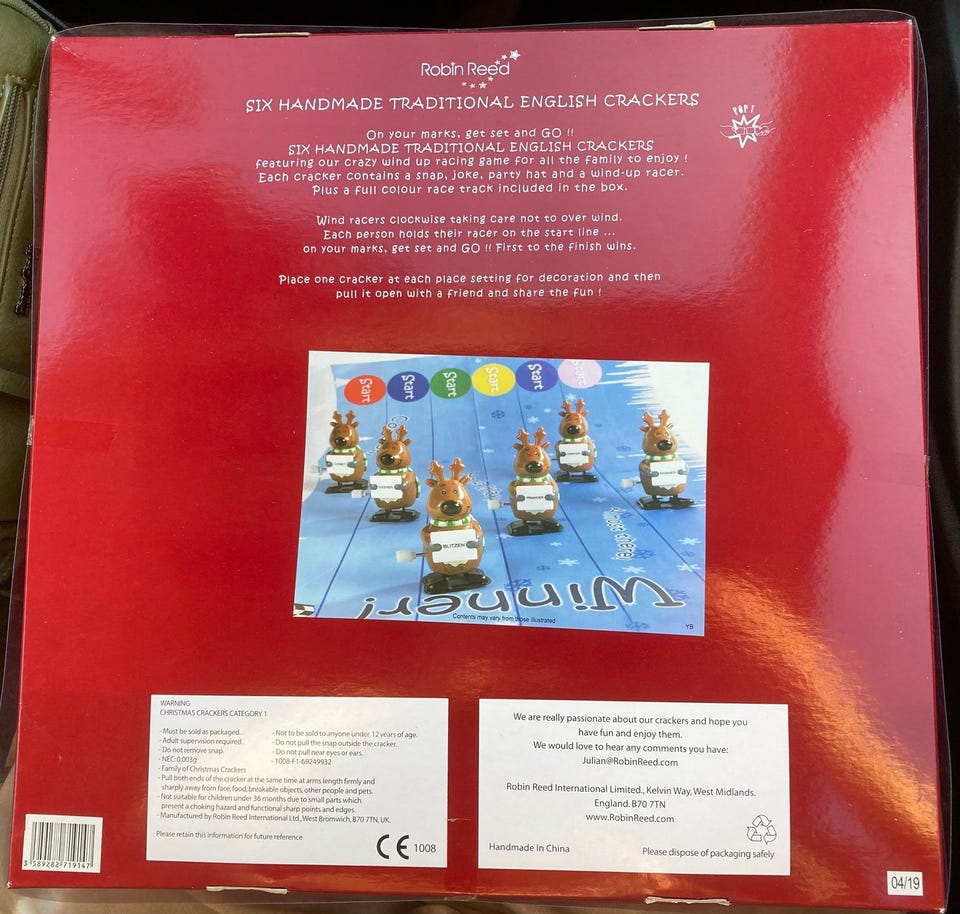 Robin Reed
SIX HANDMADE TRADITIONAL ENGLISH CRACKERS
POP!
On your marks, get set and GO !!
SIX HANDMADE TRADITIONAL ENGLISH CRACKERS
featuring our crazy wind up racing game for all the family to enjoy !
Each cracker contains a snap, joke, party hat and a wind-up racer.
Plus a full colour race track included in the box.
Wind racers clockwise taking care not to over wind.
Each person holds their racer on the start line ...
on your marks, get set and GO !! First to the finish wins.
Place one cracker at each place setting for decoration and then
pull it open with a friend and share the fun !
Start
Start
Start
Start
Start
Start
DASHER
PRANCER
BLITZEN
Almost there
Winner!
Contents may vary from those illustrated
YB
WARNING
CHRISTMAS CRACKERS CATEGORY 1
- Must be sold as packaged.
- Adult supervision required.
- Do not remove snap.
- NEC: 0.003g
- Family of Christmas Crackers
- Not to be sold to anyone under 12 years of age.
- Do not pull the snap outside the cracker.
- Do not pull near eyes or ears.
- 1008-F1-69249932
- Pull both ends of the cracker at the same time at arms length firmly and
sharply away from face, food, breakable objects, other people and pets.
- Not suitable for children under 36 months due to small parts which
present a choking hazard and functional sharp points and edges.
- Manufactured by Robin Reed International Ltd., West Bromwich, B70 7TN, UK.
Please retain this information for future reference
CE 1008
We are really passionate about our crackers and hope you
have fun and enjoy them.
We would love to hear any comments you have:
Julian@RobinReed.com
Robin Reed International Limited., Kelvin Way, West Midlands.
England. B70 7TN
www.RobinReed.com
Handmade In China
Please dispose of packaging safely
3 589282 719147
04/19